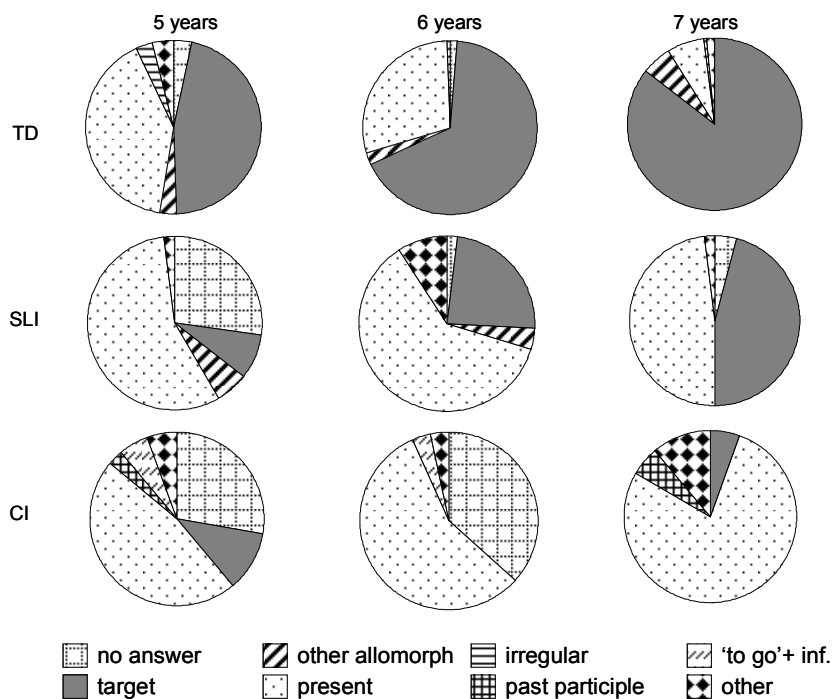 5 years 6 years 7 years
TD
SLI
CI
no answer other allomorph irregular 'to go'+ inf.
target present past participle other